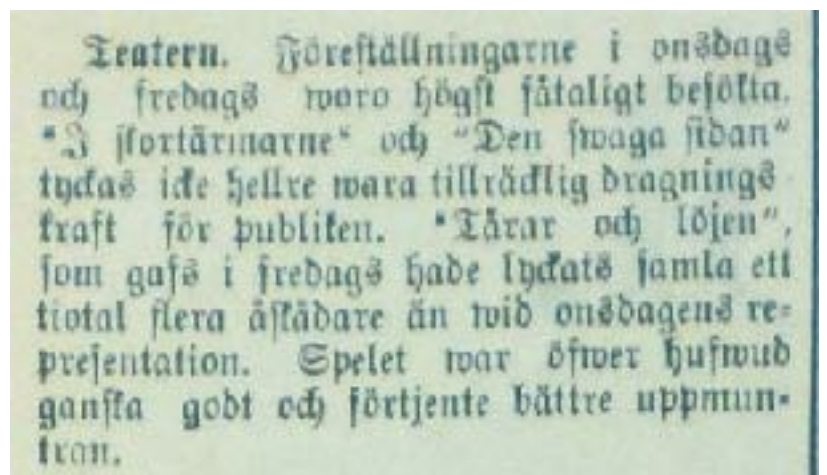 Teatern. Föreställningarne i onsdags
och fredags woro högst fåtaligt besökta.
"I skortärmarne" och "Den swaga sidan"
tyckas icke hellre wara tillräcklig dragnings
kraft för publiken. "Tårar och löjen",
som gafs i fredags hade lyckats samla ett
tiotal flera åskådare än wid onsdagens re-
presentation. Spelet war öfwer hufwud
ganska godt och förtjente bättre uppmun-
tran.